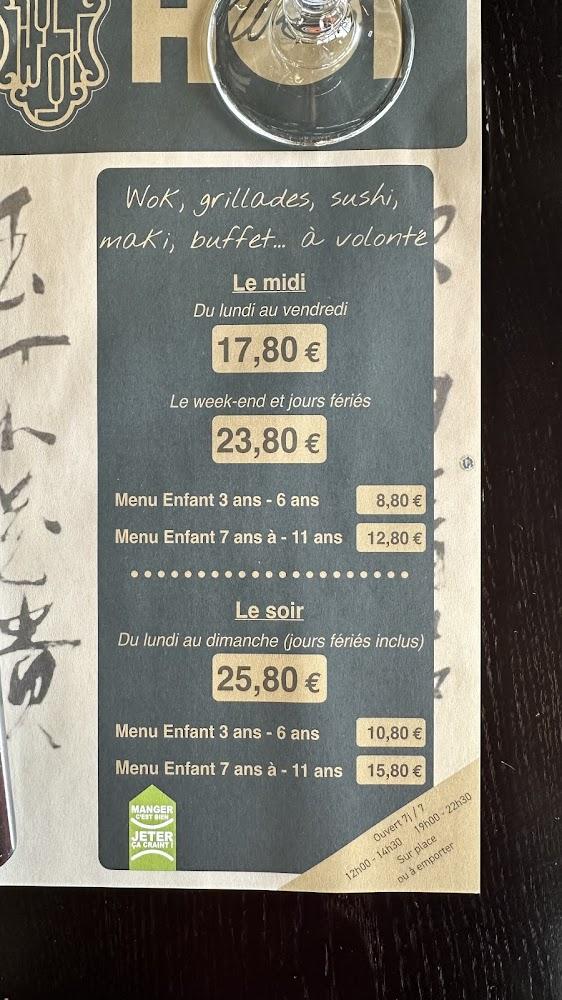 Wok, grillades, sushi,
maki, buffet... à volonté
Le midi
Du lundi au vendredi
17,80 €
Le week-end et jours fériés
23,80 €
Menu Enfant 3 ans - 6 ans 8,80 €
Menu Enfant 7 ans à - 11 ans 12,80 €
Le soir
Du lundi au dimanche (jours fériés inclus)
25,80 €
Menu Enfant 3 ans - 6 ans 10,80 €
Menu Enfant 7 ans à - 11 ans 15,80 €
MANGER
C'EST BIEN
JETER
ÇA CRAINT !
Ouvert 7j / 7
12h00 - 14h30 19h00 - 22h30
Sur place
ou à emporter